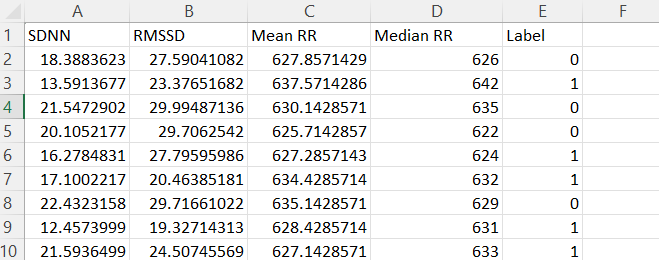 A B C D E F
1 SDNN RMSSD Mean RR Median RR Label
2 18.3883623 27.59041082 627.8571429 626 0
3 13.5913677 23.37651682 637.5714286 642 1
4 21.5472902 29.99487136 630.1428571 635 0
5 20.1052177 29.7062542 625.7142857 622 0
6 16.2784831 27.79595986 627.2857143 624 1
7 17.1002217 20.46385181 634.4285714 632 1
8 22.4323158 29.71661022 635.1428571 629 0
9 12.4573999 19.32714313 628.4285714 631 1
10 21.5936499 24.50745569 627.1428571 633 1